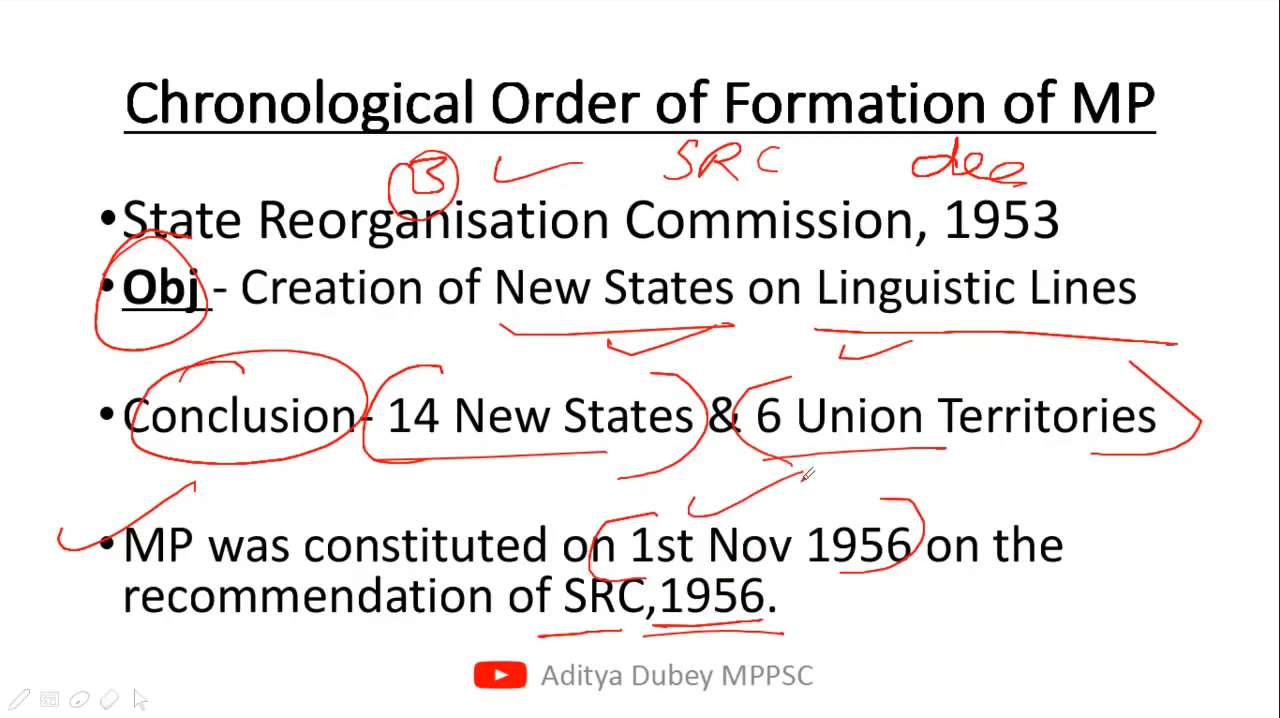 Chronological Order of Formation of MP
B SRC dec
•State Reorganisation Commission, 1953
•Obj - Creation of New States on Linguistic Lines
•Conclusion- 14 New States & 6 Union Territories
•MP was constituted on 1st Nov 1956 on the
recommendation of SRC,1956.
Aditya Dubey MPPSC